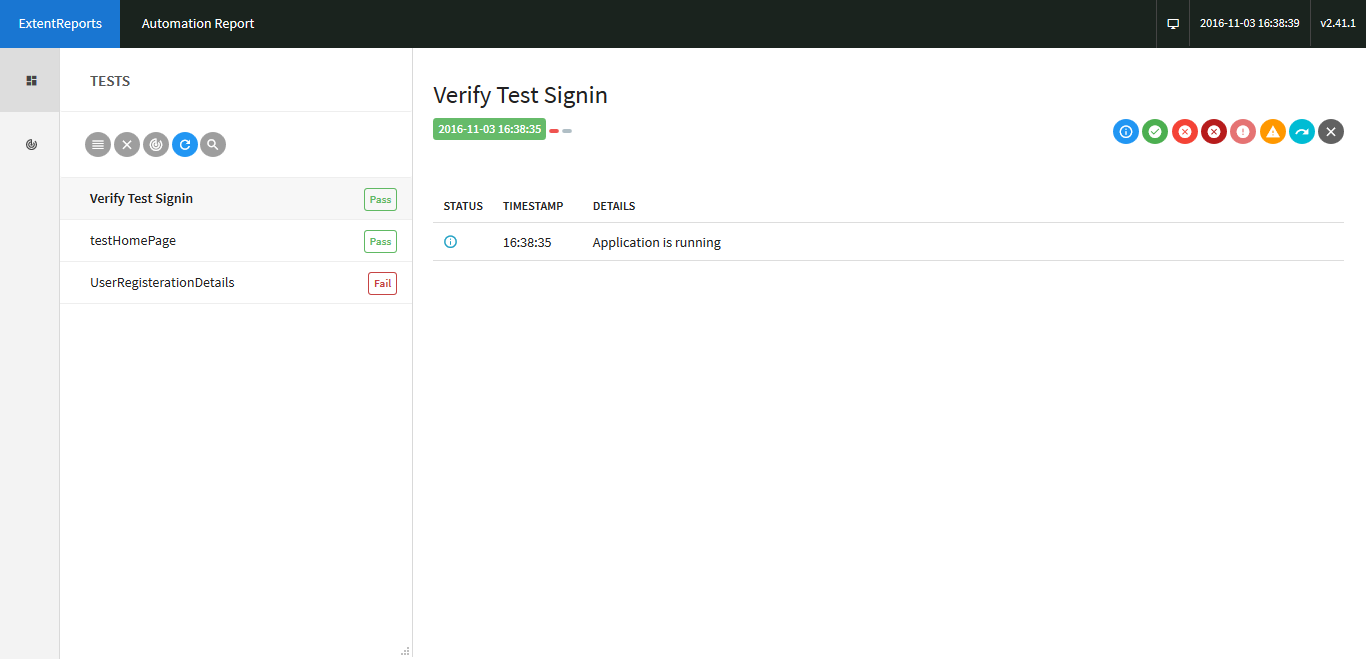 ExtentReports Automation Report 2016-11-03 16:38:39 v2.41.1
TESTS
Verify Test Signin Pass
testHomePage Pass
UserRegisterationDetails Fail
Verify Test Signin
2016-11-03 16:38:35
STATUS TIMESTAMP DETAILS
16:38:35 Application is running